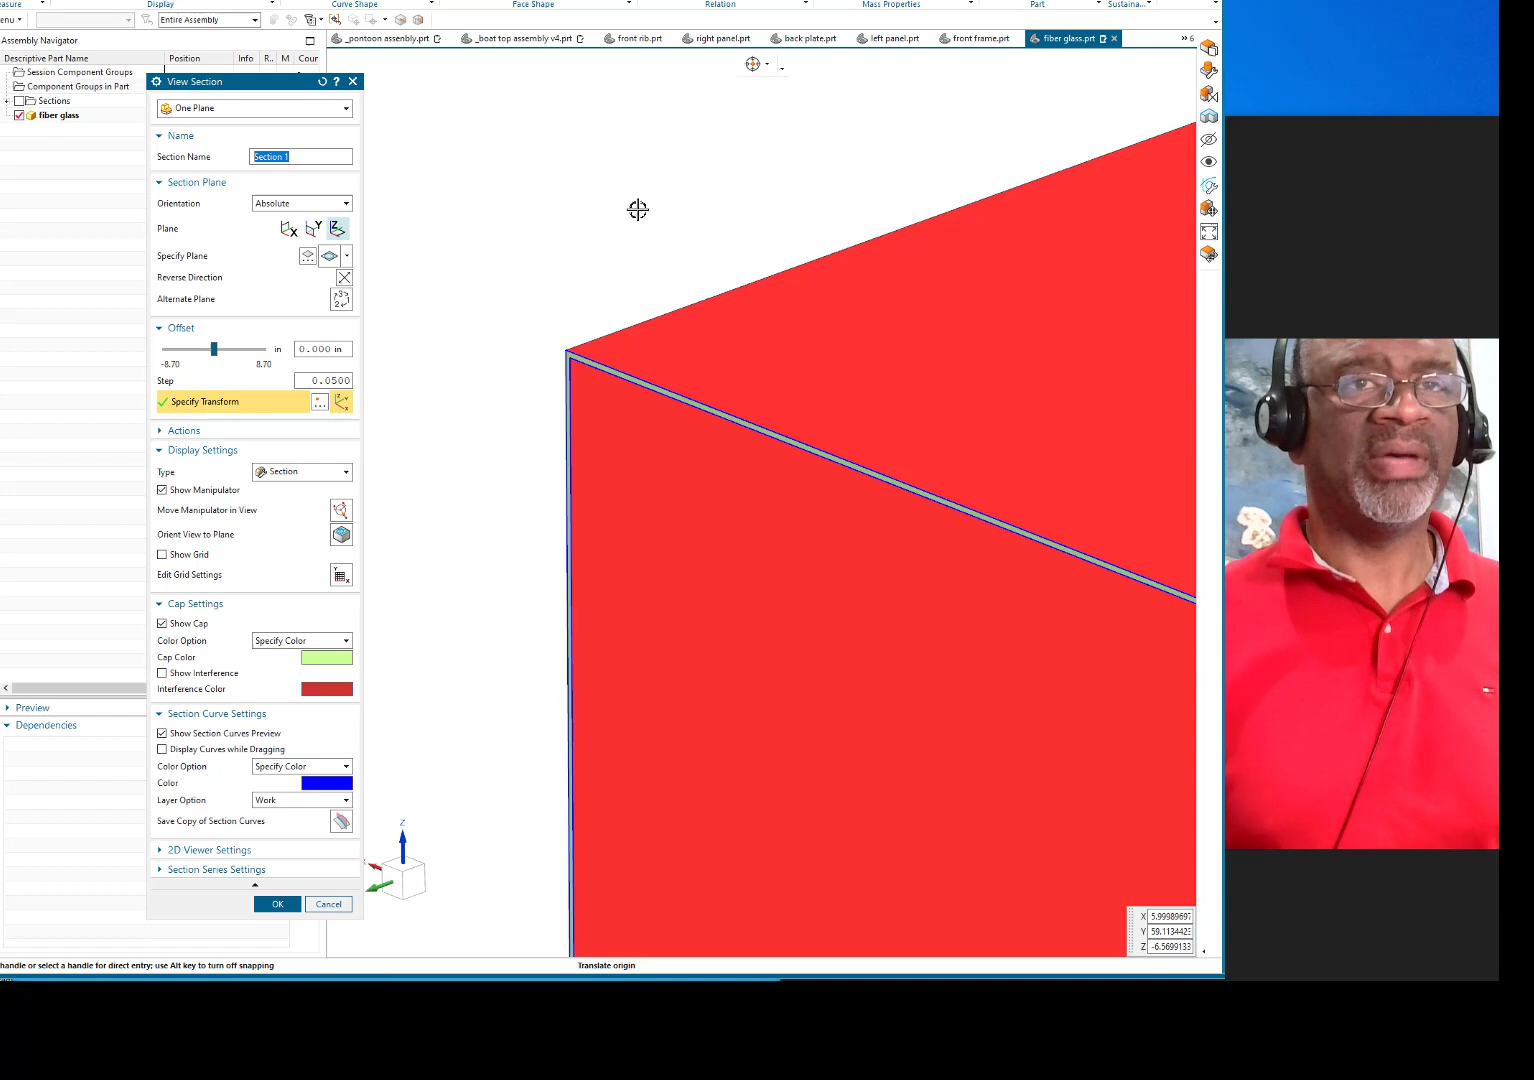 easure Display Curve Shape Face Shape Relation Mass Properties Part Sustaina...
enu Entire Assembly
Assembly Navigator
Descriptive Part Name Position Info R.. M Cour
Session Component Groups
Component Groups in Part
Sections
fiber glass
_pontoon assenbly.prt _boat top assembly v4.prt front rib.prt right panel.prt back plate.prt left panel.prt front frame.prt fiber glass.prt 6
View Section
One Plane
Name
Section Name Section 1
Section Plane
Orientation Absolute
Plane X Y Z
Specify Plane
Reverse Direction
Alternate Plane
Offset
in 0.000 in
-8.70 8.70
Step 0.0500
Specify Transform
Actions
Display Settings
Type Section
Show Manipulator
Move Manipulator in View
Orient View to Plane
Show Grid
Edit Grid Settings
Cap Settings
Show Cap
Color Option Specify Color
Cap Color
Show Interference
Interference Color
Section Curve Settings
Show Section Curves Preview
Display Curves while Dragging
Color Option Specify Color
Color
Layer Option Work
Save Copy of Section Curves
2D Viewer Settings
Section Series Settings
OK Cancel
Preview
Dependencies
Z
X 5.9998969
Y 59.113442
Z -6.5699133
handle or select a handle for direct entry; use Alt key to turn off snapping
Translate origin